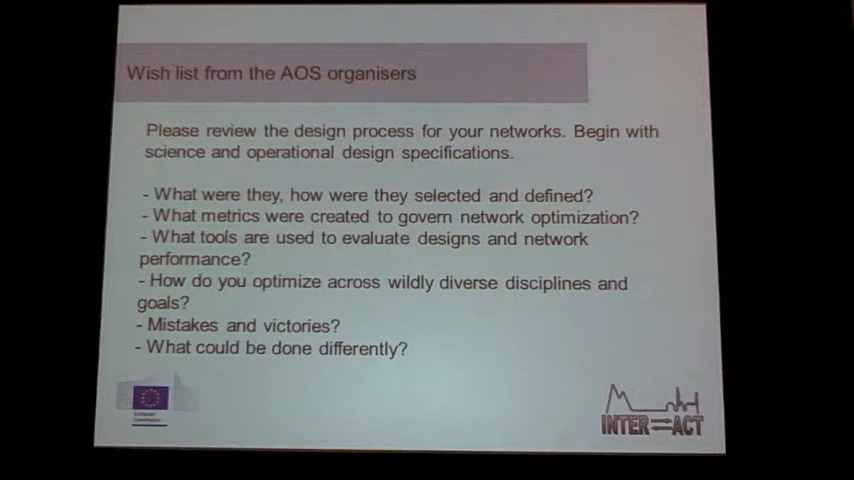 Wish list from the AOS organisers
Please review the design process for your networks. Begin with
science and operational design specifications.
- What were they, how were they selected and defined?
- What metrics were created to govern network optimization?
- What tools are used to evaluate designs and network
performance?
- How do you optimize across wildly diverse disciplines and
goals?
- Mistakes and victories?
- What could be done differently?
European
Commission
INTER ACT